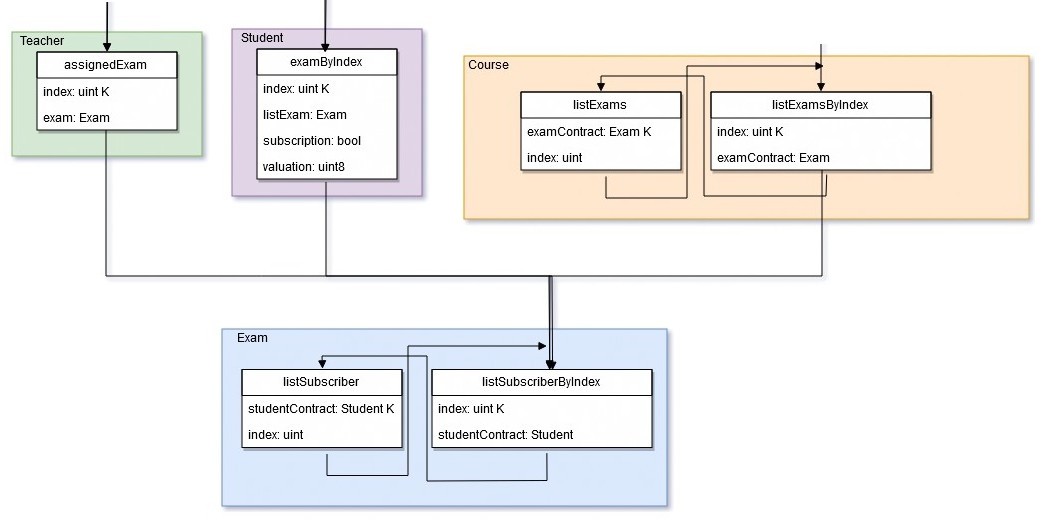 Teacher
assignedExam
index: uint K
exam: Exam
Student
examByIndex
index: uint K
listExam: Exam
subscription: bool
valuation: uint8
Course
listExams
examContract: Exam K
index: uint
listExamsByIndex
index: uint K
examContract: Exam
Exam
listSubscriber
studentContract: Student K
index: uint
listSubscriberByIndex
index: uint K
studentContract: Student